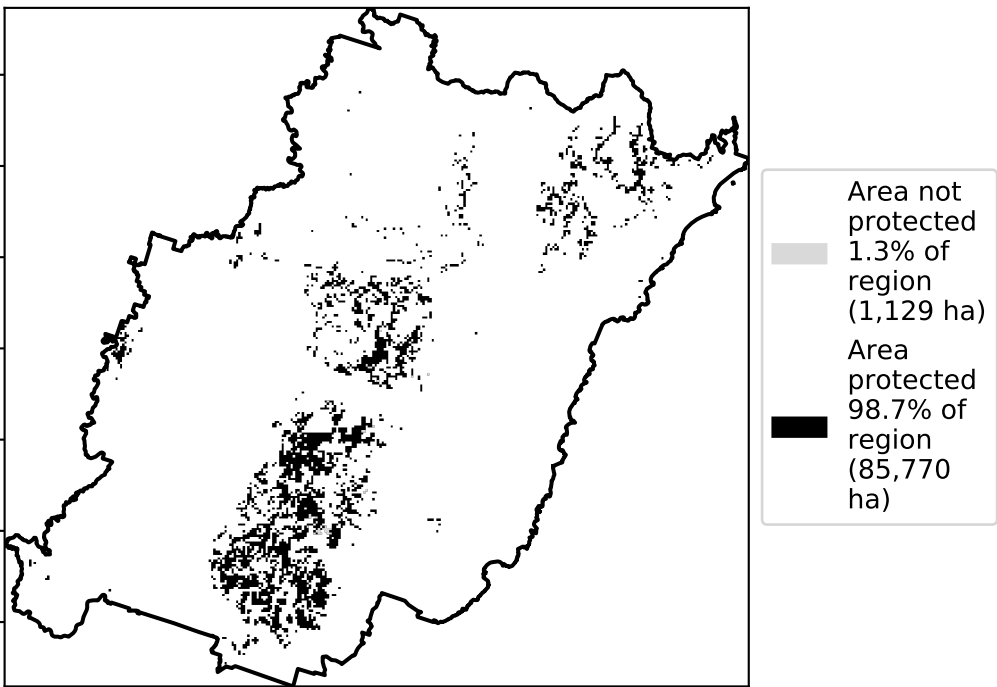 Area not
protected
1.3% of
region
(1,129 ha)
Area
protected
98.7% of
region
(85,770
ha)